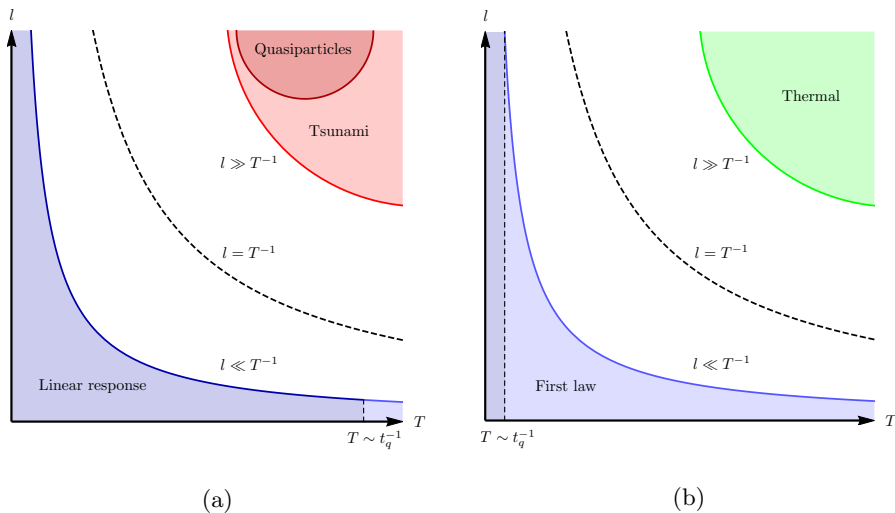 l
Quasiparticles
Tsunami
l ≫ T⁻¹
l = T⁻¹
l ≪ T⁻¹
Linear response
T
T ∼ t_q⁻¹
(a)
l
Thermal
l ≫ T⁻¹
l = T⁻¹
l ≪ T⁻¹
First law
T
T ∼ t_q⁻¹
(b)